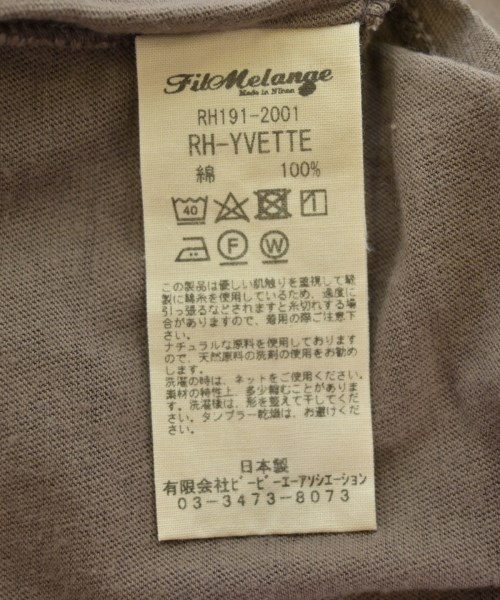 FilMelange
Made in Nihon
RH191-2001
RH-YVETTE
綿 100%
40
F W
この製品は優しい肌触りを重視して縫
製に綿糸を使用しているため、過度に
引っ張るなどされますと糸切れする場
合がありますので、着用の際ご注意下
さい。
ナチュラルな原料を使用しております
ので、天然原料の洗剤の使用をお勧め
します。
洗濯の時は、ネットをご使用ください。
素材の特性上、多少縮むことがありま
す。洗濯後は、形を整えて干してくだ
さい。タンブラー乾燥は、お避けくだ
さい。
日本製
有限会社ビーピーエーアソシエーション
03-3473-8073